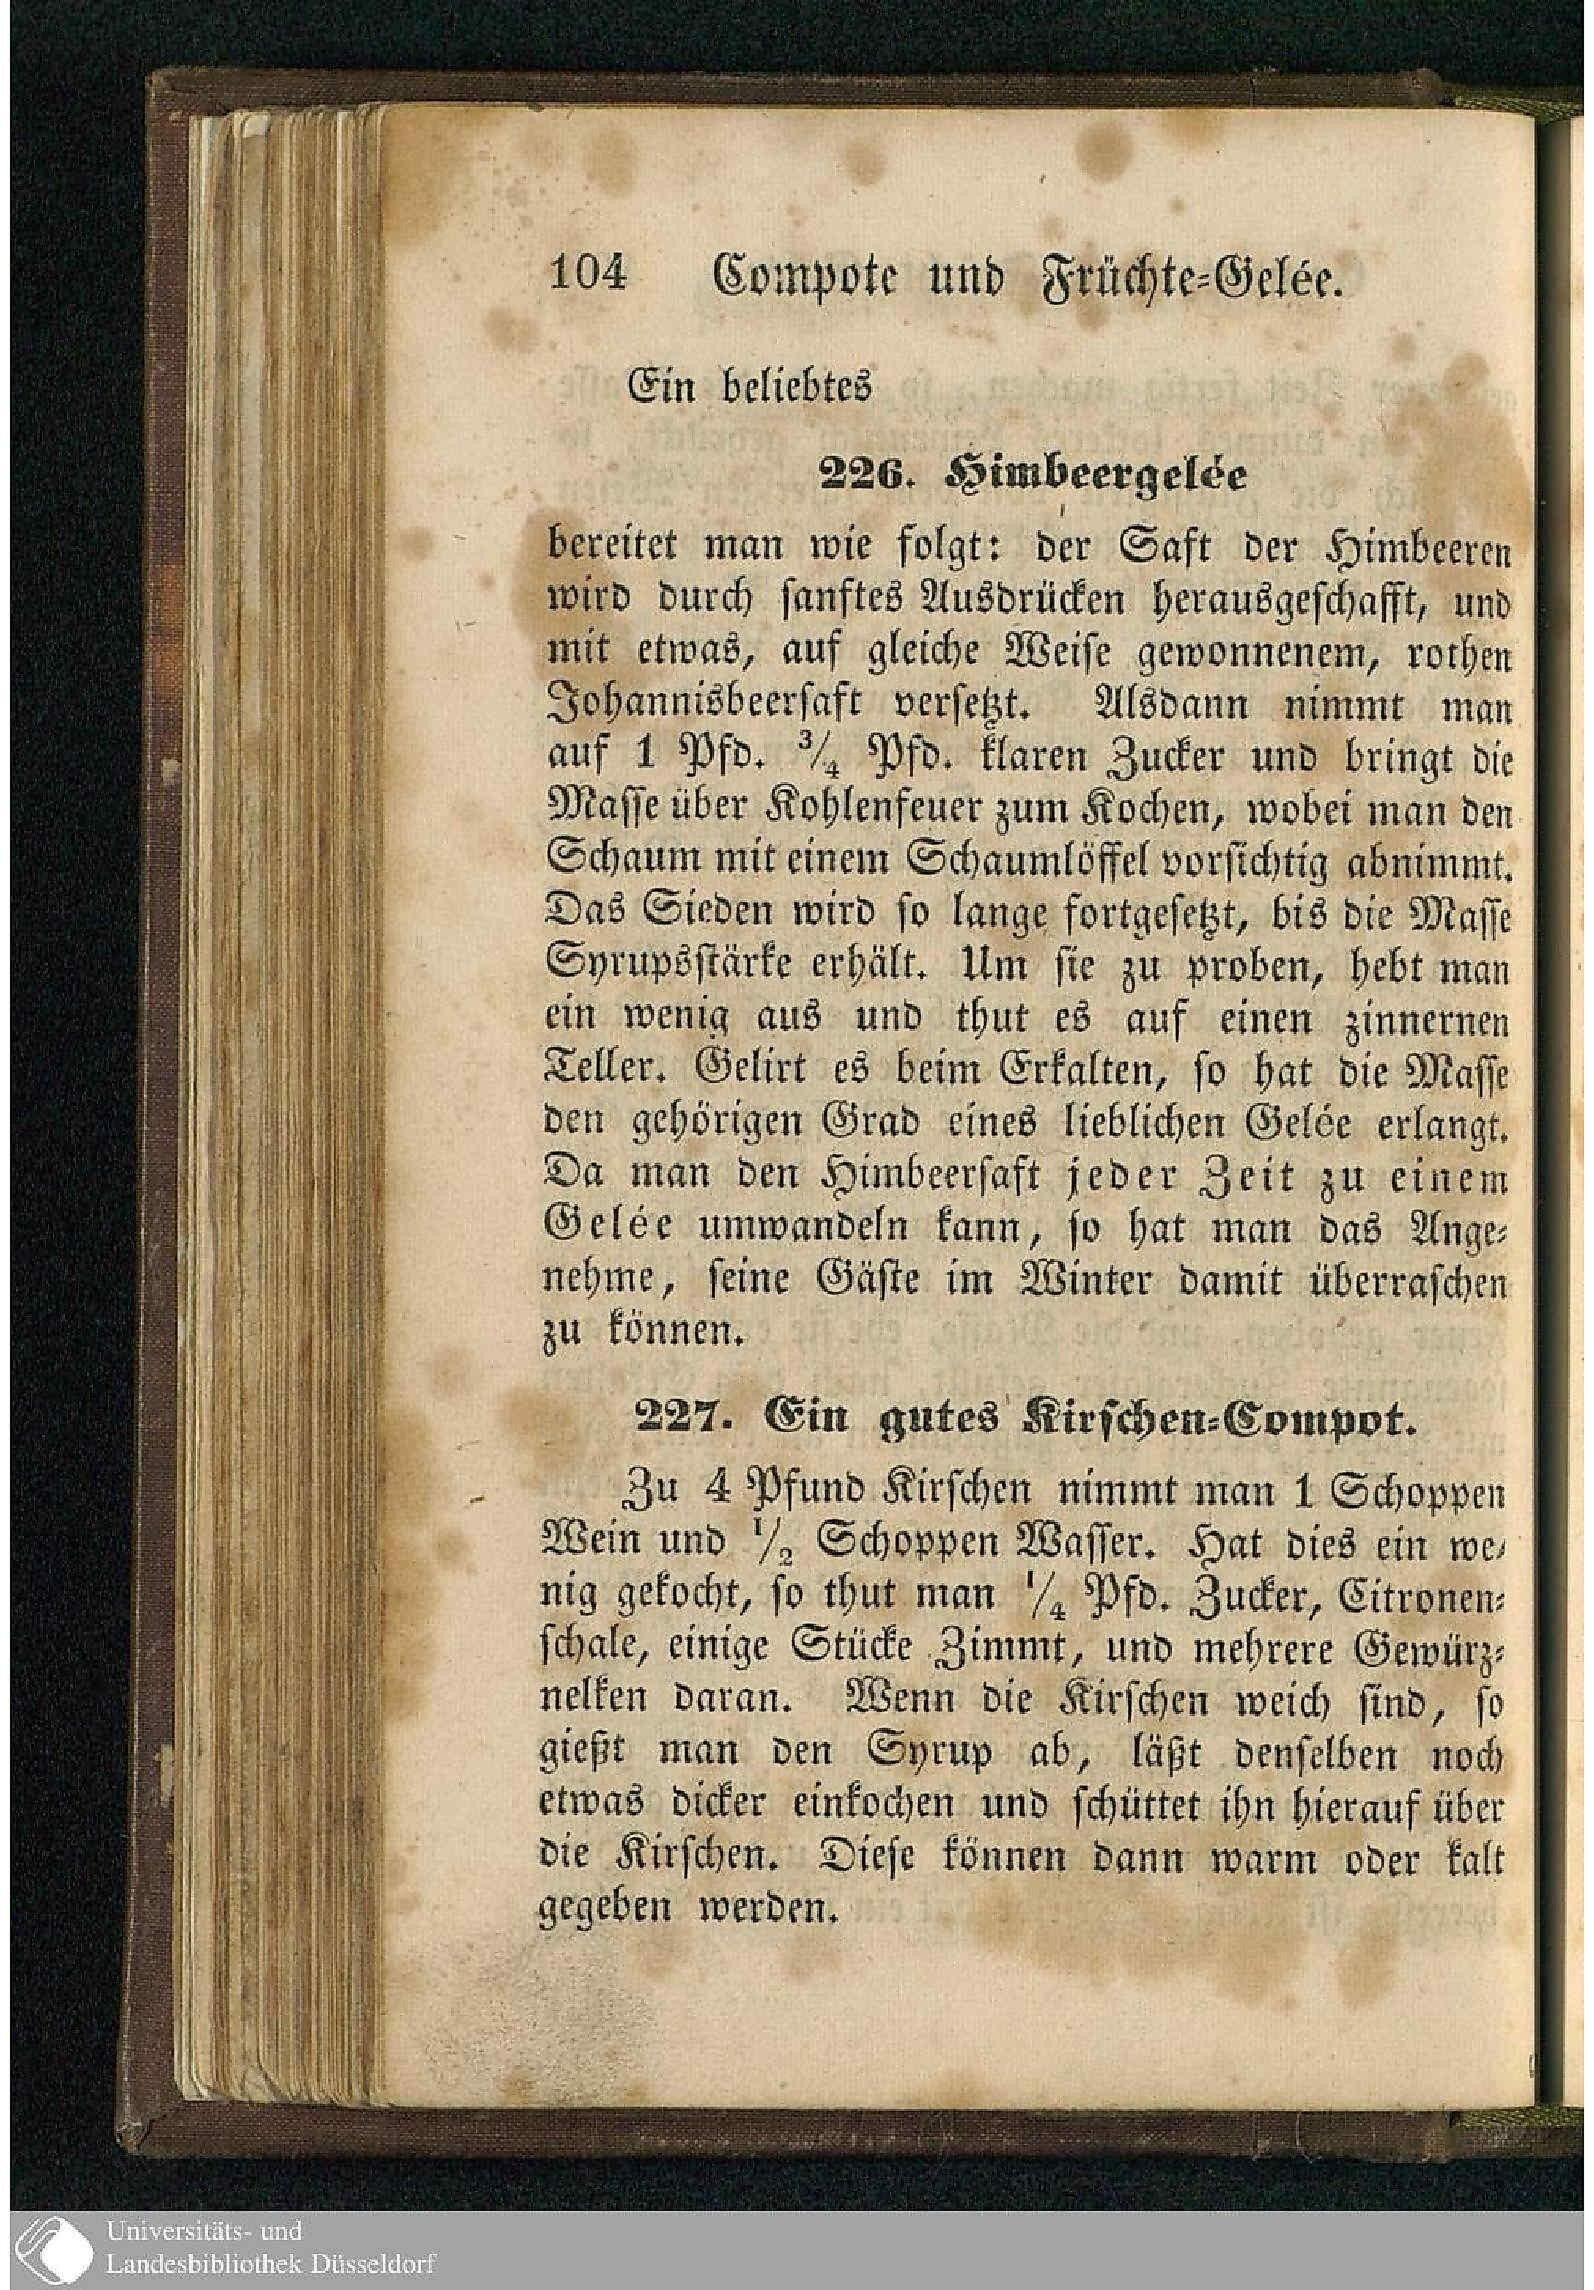 104 Compote und Früchte-Gelée.
Ein beliebtes
226. Himbeergelée
bereitet man wie folgt: der Saft der Himbeeren
wird durch sanftes Ausdrücken herausgeschafft, und
mit etwas, auf gleiche Weise gewonnenem, rothen
Johannisbeersaft versetzt. Alsdann nimmt man
auf 1 Pfd. 3/4 Pfd. klaren Zucker und bringt die
Masse über Kohlenfeuer zum Kochen, wobei man den
Schaum mit einem Schaumlöffel vorsichtig abnimmt.
Das Sieden wird so lange fortgesetzt, bis die Masse
Syrupsstärke erhält. Um sie zu proben, hebt man
ein wenig aus und thut es auf einen zinnernen
Teller. Gelirt es beim Erkalten, so hat die Masse
den gehörigen Grad eines lieblichen Gelée erlangt.
Da man den Himbeersaft jeder Zeit zu einem
Gelée umwandeln kann, so hat man das Ange-
nehme, seine Gäste im Winter damit überraschen
zu können.
227. Ein gutes Kirschen-Compot.
Zu 4 Pfund Kirschen nimmt man 1 Schoppen
Wein und 1/2 Schoppen Wasser. Hat dies ein we-
nig gekocht, so thut man 1/4 Pfd. Zucker, Citronen-
schale, einige Stücke Zimmt, und mehrere Gewürz-
nelken daran. Wenn die Kirschen weich sind, so
gießt man den Syrup ab, läßt denselben noch
etwas dicker einkochen und schüttet ihn hierauf über
die Kirschen. Diese können dann warm oder kalt
gegeben werden.
Universitäts- und
Landesbibliothek Düsseldorf